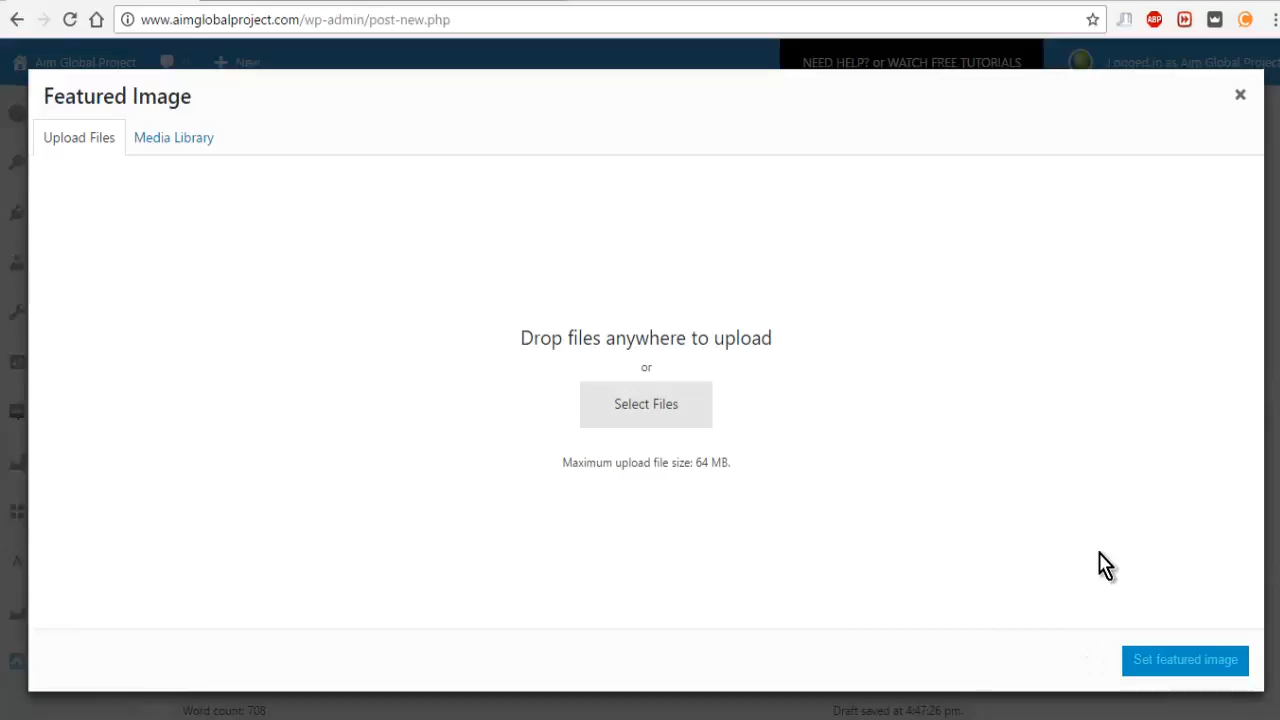 www.aimglobalproject.com/wp-admin/post-new.php
ABP
Aim Global Project
New
NEED HELP? or WATCH FREE TUTORIALS
Logged in as Aim Global Project
Featured Image
Upload Files
Media Library
Drop files anywhere to upload
or
Select Files
Maximum upload file size: 64 MB.
Set featured image
Word count: 708
Draft saved at 4:47:26 pm.